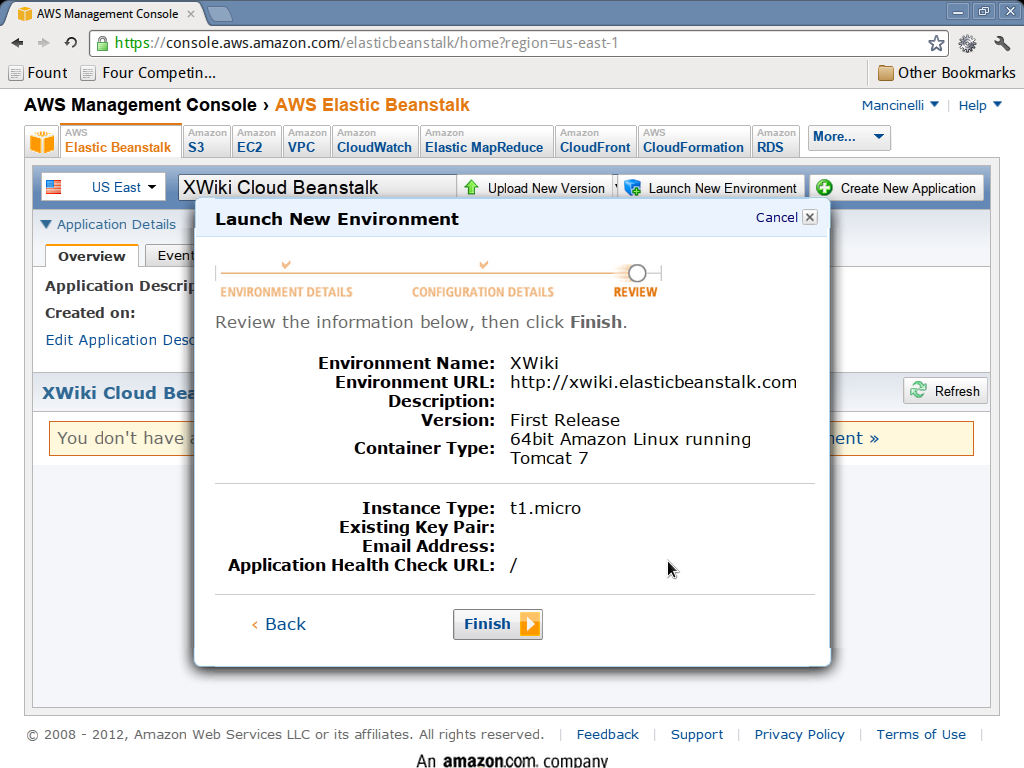 AWS Management Console
https://console.aws.amazon.com/elasticbeanstalk/home?region=us-east-1
Fount Four Competin... Other Bookmarks
AWS Management Console › AWS Elastic Beanstalk Mancinelli Help
AWS Elastic Beanstalk
Amazon S3
Amazon EC2
Amazon VPC
Amazon CloudWatch
Amazon Elastic MapReduce
Amazon CloudFront
AWS CloudFormation
Amazon RDS
More...
US East XWiki Cloud Beanstalk Upload New Version Launch New Environment Create New Application
Launch New Environment Cancel
Application Details
Overview Event
ENVIRONMENT DETAILS CONFIGURATION DETAILS REVIEW
Application Descrip
Created on:
Edit Application Desc
Review the information below, then click Finish.
Environment Name: XWiki
Environment URL: http://xwiki.elasticbeanstalk.com
Description:
Version: First Release
Container Type: 64bit Amazon Linux running
Tomcat 7
XWiki Cloud Bea Refresh
You don't have a ment »
Instance Type: t1.micro
Existing Key Pair:
Email Address:
Application Health Check URL: /
‹ Back Finish
© 2008 - 2012, Amazon Web Services LLC or its affiliates. All rights reserved. | Feedback | Support | Privacy Policy | Terms of Use |
An amazon.com. company